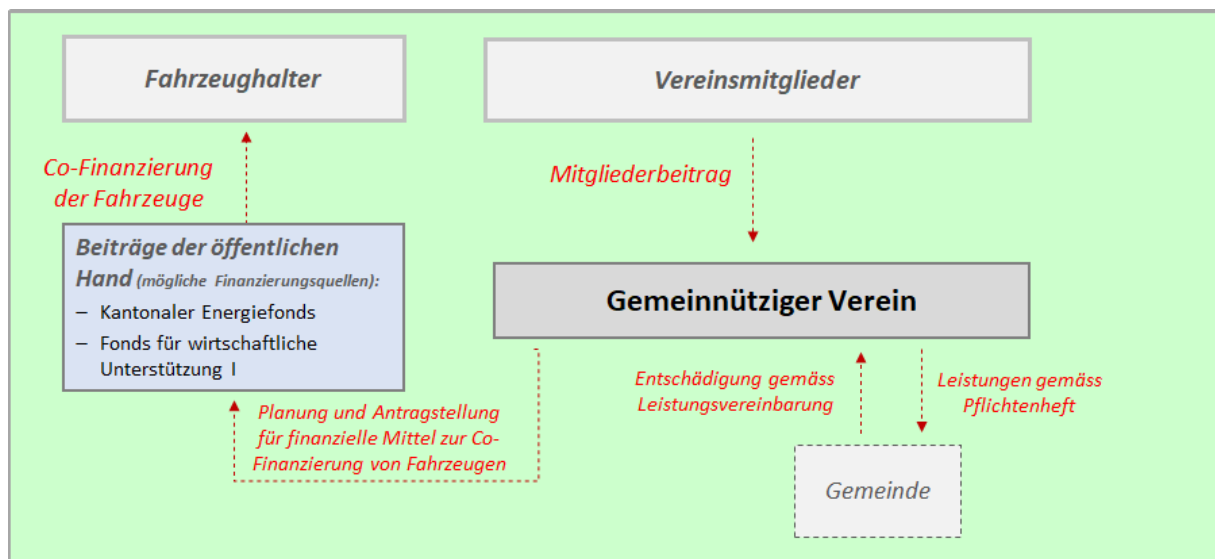 Fahrzeughalter
Vereinsmitglieder
Co-Finanzierung
der Fahrzeuge
Mitgliederbeitrag
Beiträge der öffentlichen
Hand (mögliche Finanzierungsquellen):
– Kantonaler Energiefonds
– Fonds für wirtschaftliche
Unterstützung I
Gemeinnütziger Verein
Planung und Antragstellung
für finanzielle Mittel zur Co-
Finanzierung von Fahrzeugen
Entschädigung gemäss
Leistungsvereinbarung
Leistungen gemäss
Pflichtenheft
Gemeinde